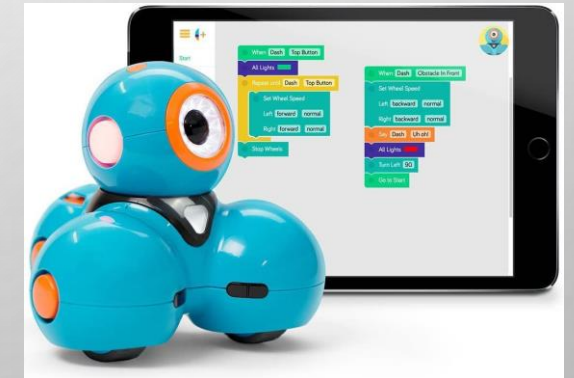 Start
When Dash Top Button
All Lights
Repeat until Dash Top Button
Set Wheel Speed
Left forward normal
Right forward normal
Stop Wheels
When Dash Obstacle In Front
Set Wheel Speed
Left backward normal
Right backward normal
Say Dash Uh oh!
All Lights
Turn Left 90
Go to Start